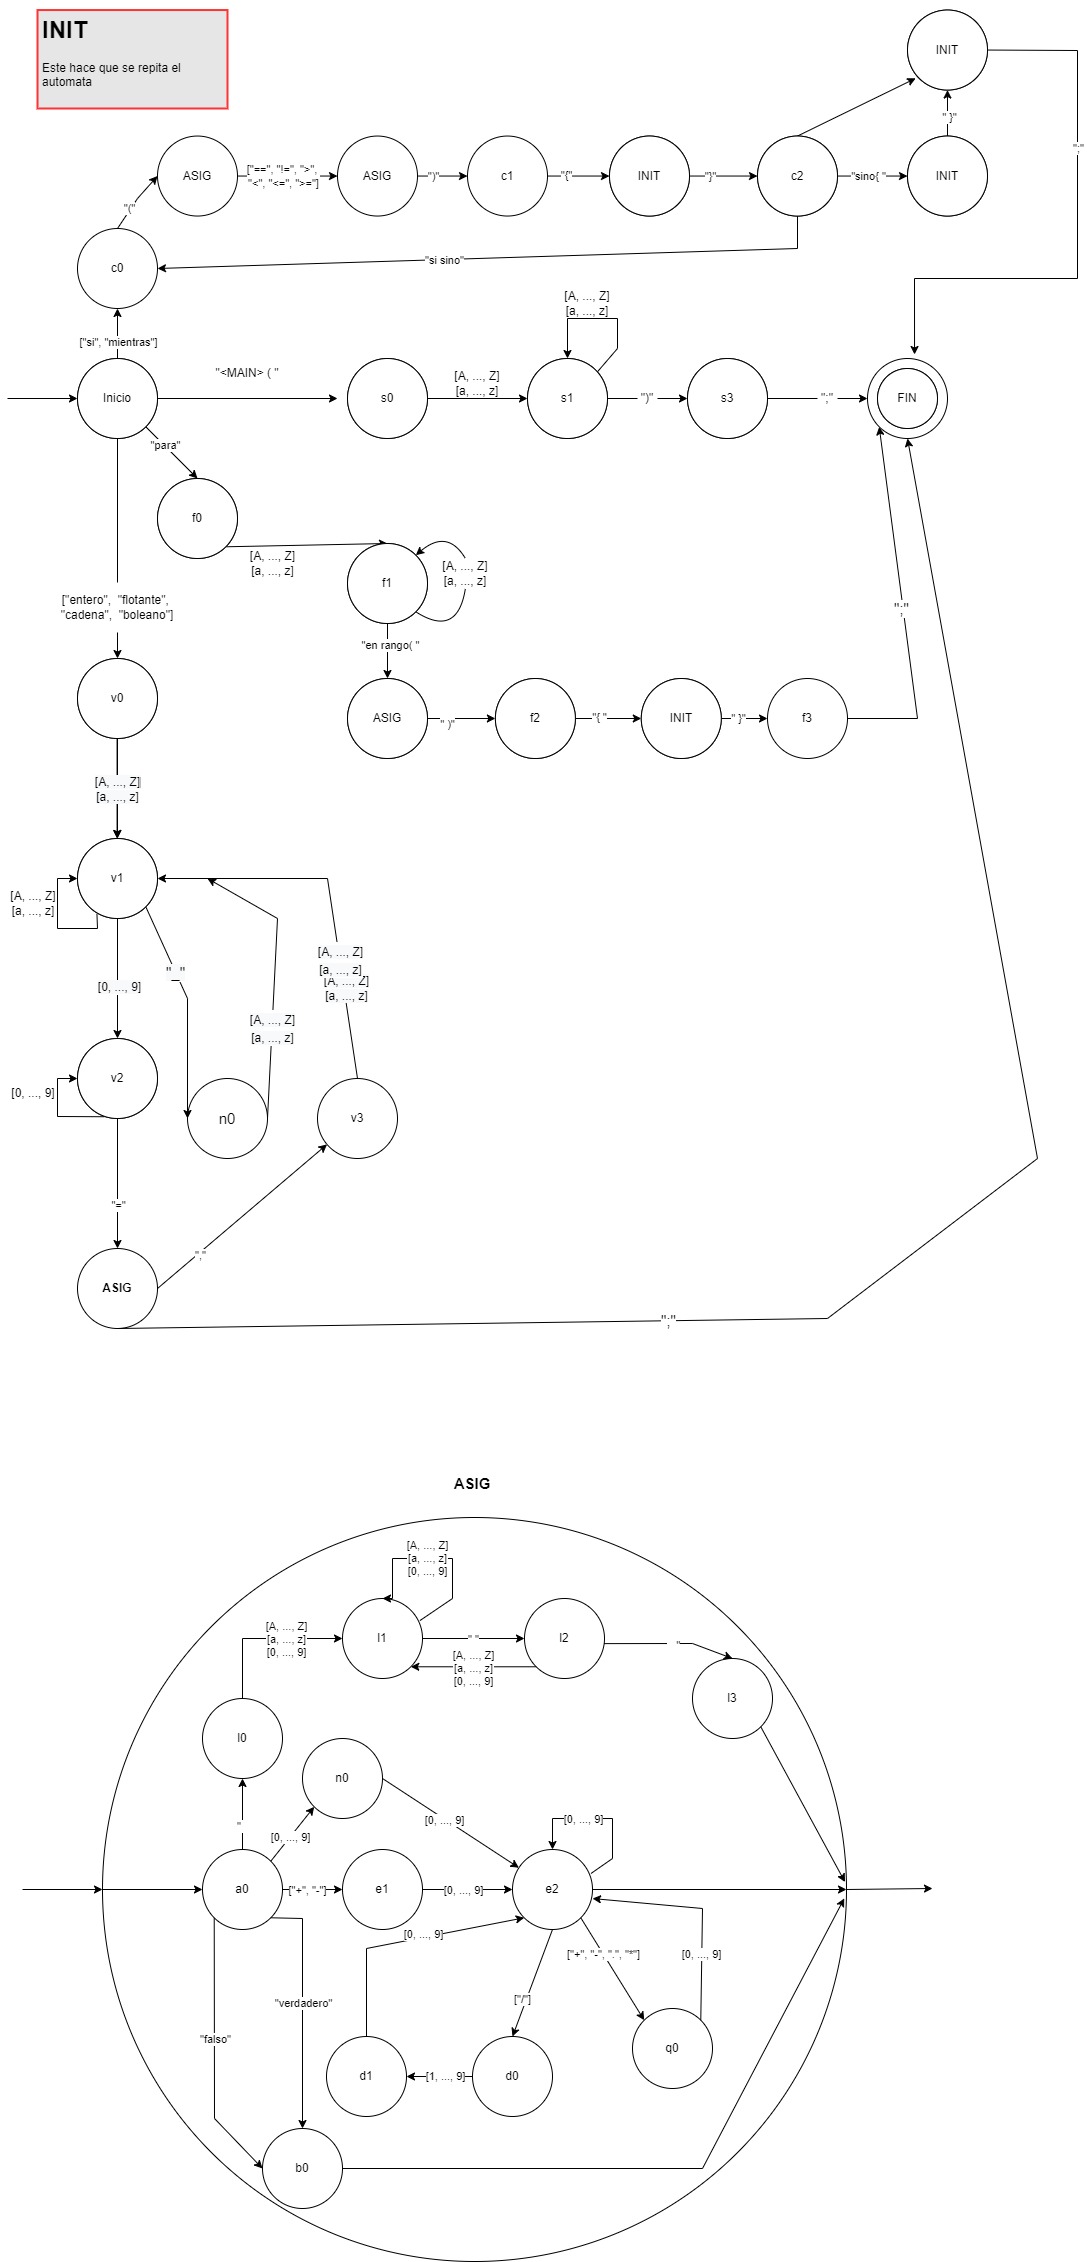 INIT
Este hace que se repita el
automata
INIT
";"
" }"
ASIG
["==", "!=", ">",
"<", "<=", ">="]
ASIG
")"
c1
"{"
INIT
"}"
c2
"sino{ "
INIT
"("
c0
"si sino"
["si", "mientras"]
[A, ..., Z]
[a, ..., z]
Inicio
"<MAIN> ( "
s0
[A, ..., Z]
[a, ..., z]
s1
")"
s3
";"
FIN
"para"
f0
[A, ..., Z]
[a, ..., z]
f1
[A, ..., Z]
[a, ..., z]
["entero", "flotante",
"cadena", "boleano"]
";"
"en rango( "
v0
ASIG
" )"
f2
"{ "
INIT
" }"
f3
[A, ..., Z]
[a, ..., z]
v1
[A, ..., Z]
[a, ..., z]
"_"
[A, ..., Z]
[a, ..., z]
[A, ..., Z]
[a, ..., z]
[0, ..., 9]
[A, ..., Z]
[a, ..., z]
v2
[0, ..., 9]
n0
v3
"="
","
ASIG
";"
ASIG
[A, ..., Z]
[a, ..., z]
[0, ..., 9]
[A, ..., Z]
[a, ..., z]
[0, ..., 9]
l1
" "
l2
"
[A, ..., Z]
[a, ..., z]
[0, ..., 9]
l3
l0
n0
"
[0, ..., 9]
[0, ..., 9]
[0, ..., 9]
a0
["+", "-"]
e1
[0, ..., 9]
e2
[0, ..., 9]
["+", "-", ".", "*"]
[0, ..., 9]
"verdadero"
["/"]
"falso"
q0
d1
[1, ..., 9]
d0
b0